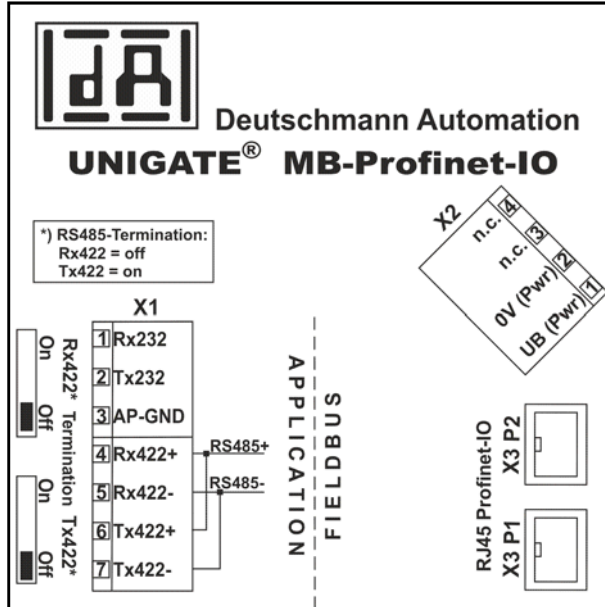 dA
Deutschmann Automation
UNIGATE® MB-Profinet-IO
*) RS485-Termination:
Rx422 = off
Tx422 = on
X2
n.c. 4
n.c. 3
0V (Pwr) 2
UB (Pwr) 1
X1
1 Rx232
2 Tx232
3 AP-GND
4 Rx422+
5 Rx422-
6 Tx422+
7 Tx422-
RS485+
RS485-
Rx422* Termination Tx422*
On Off
On Off
APPLICATION
FIELDBUS
RJ45 Profinet-IO
X3 P2
X3 P1